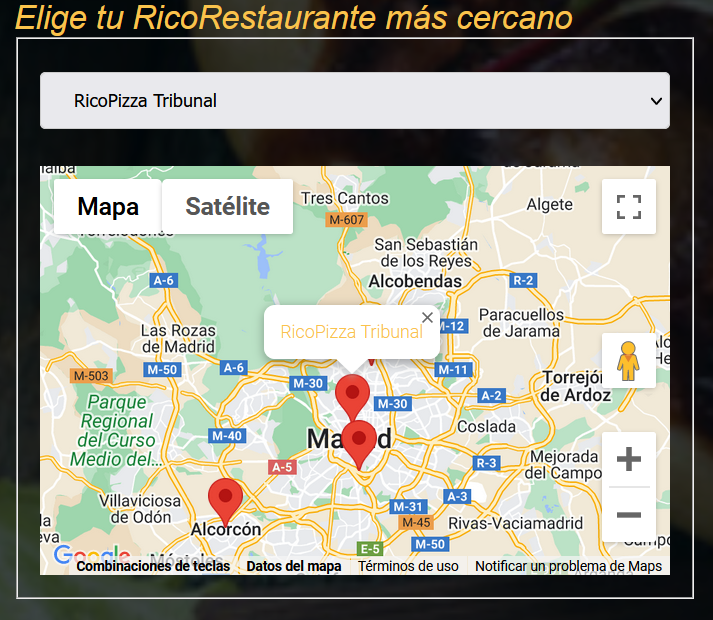 Elige tu RicoRestaurante más cercano
RicoPizza Tribunal
Mapa
Satélite
Tres Cantos
M-607
Algete
San Sebastián
de los Reyes
Alcobendas
A-6
R-2
RicoPizza Tribunal
M-12
Paracuellos
de Jarama
Las Rozas
de Madrid
M-50
A-6
M-11
M-503
M-30
M-30
A-2
Torrejón
de Ardoz
Parque
Regional
del Curso
Medio del...
M-40
Coslada
A-5
R-3
Mejorada
del Campo
Villaviciosa
de Odón
A-3
M-31
M-45
Rivas-Vaciamadrid
Alcorcón
E-5
M-50
Google
Móstoles
Combinaciones de teclas
Datos del mapa
Términos de uso
Notificar un problema de Maps